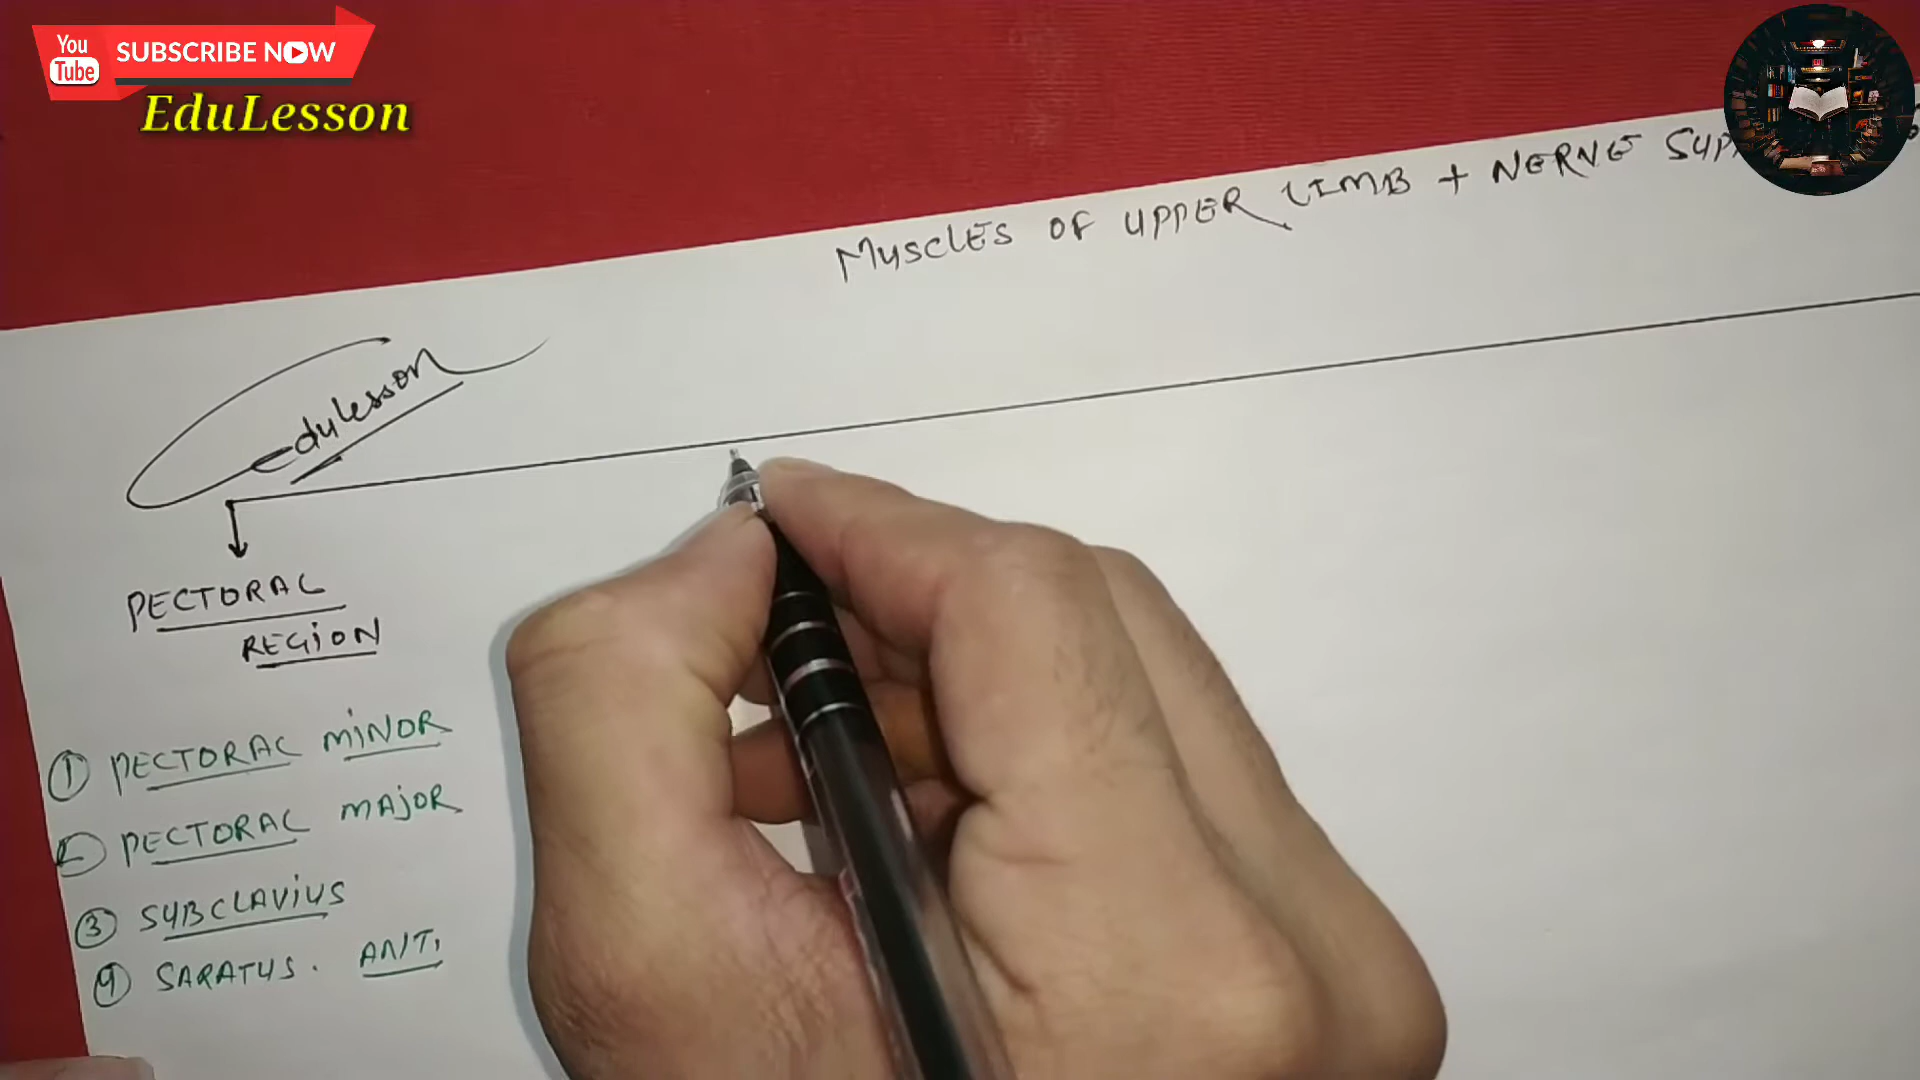 You
Tube
SUBSCRIBE NOW
EduLesson
MUSCLES OF UPPER LIMB + NERVE
Edulesson
PECTORAL
REGION
① PECTORAL MINOR
② PECTORAL MAJOR
③ SUBCLAVIUS
④ SARATUS. ANT.